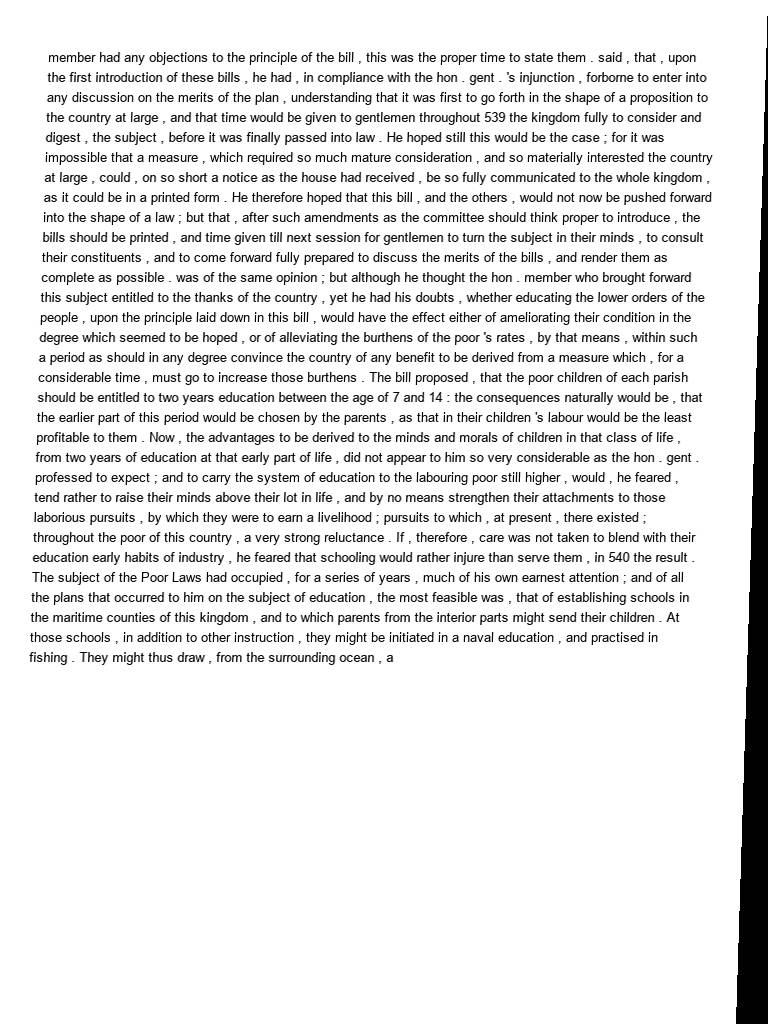 member had any objections to the principle of the bill , this was the proper time to state them . said , that , upon
the first introduction of these bills , he had , in compliance with the hon . gent . 's injunction , forborne to enter into
any discussion on the merits of the plan , understanding that it was first to go forth in the shape of a proposition to
the country at large , and that time would be given to gentlemen throughout 539 the kingdom fully to consider and
digest , the subject , before it was finally passed into law . He hoped still this would be the case ; for it was
impossible that a measure , which required so much mature consideration , and so materially interested the country
at large , could , on so short a notice as the house had received , be so fully communicated to the whole kingdom ,
as it could be in a printed form . He therefore hoped that this bill , and the others , would not now be pushed forward
into the shape of a law ; but that , after such amendments as the committee should think proper to introduce , the
bills should be printed , and time given till next session for gentlemen to turn the subject in their minds , to consult
their constituents , and to come forward fully prepared to discuss the merits of the bills , and render them as
complete as possible . was of the same opinion ; but although he thought the hon . member who brought forward
this subject entitled to the thanks of the country , yet he had his doubts , whether educating the lower orders of the
people , upon the principle laid down in this bill , would have the effect either of ameliorating their condition in the
degree which seemed to be hoped , or of alleviating the burthens of the poor 's rates , by that means , within such
a period as should in any degree convince the country of any benefit to be derived from a measure which , for a
considerable time , must go to increase those burthens . The bill proposed , that the poor children of each parish
should be entitled to two years education between the age of 7 and 14 : the consequences naturally would be , that
the earlier part of this period would be chosen by the parents , as that in their children 's labour would be the least
profitable to them . Now , the advantages to be derived to the minds and morals of children in that class of life ,
from two years of education at that early part of life , did not appear to him so very considerable as the hon . gent .
professed to expect ; and to carry the system of education to the labouring poor still higher , would , he feared ,
tend rather to raise their minds above their lot in life , and by no means strengthen their attachments to those
laborious pursuits , by which they were to earn a livelihood ; pursuits to which , at present , there existed ;
throughout the poor of this country , a very strong reluctance . If , therefore , care was not taken to blend with their
education early habits of industry , he feared that schooling would rather injure than serve them , in 540 the result .
The subject of the Poor Laws had occupied , for a series of years , much of his own earnest attention ; and of all
the plans that occurred to him on the subject of education , the most feasible was , that of establishing schools in
the maritime counties of this kingdom , and to which parents from the interior parts might send their children . At
those schools , in addition to other instruction , they might be initiated in a naval education , and practised in
fishing . They might thus draw , from the surrounding ocean , a